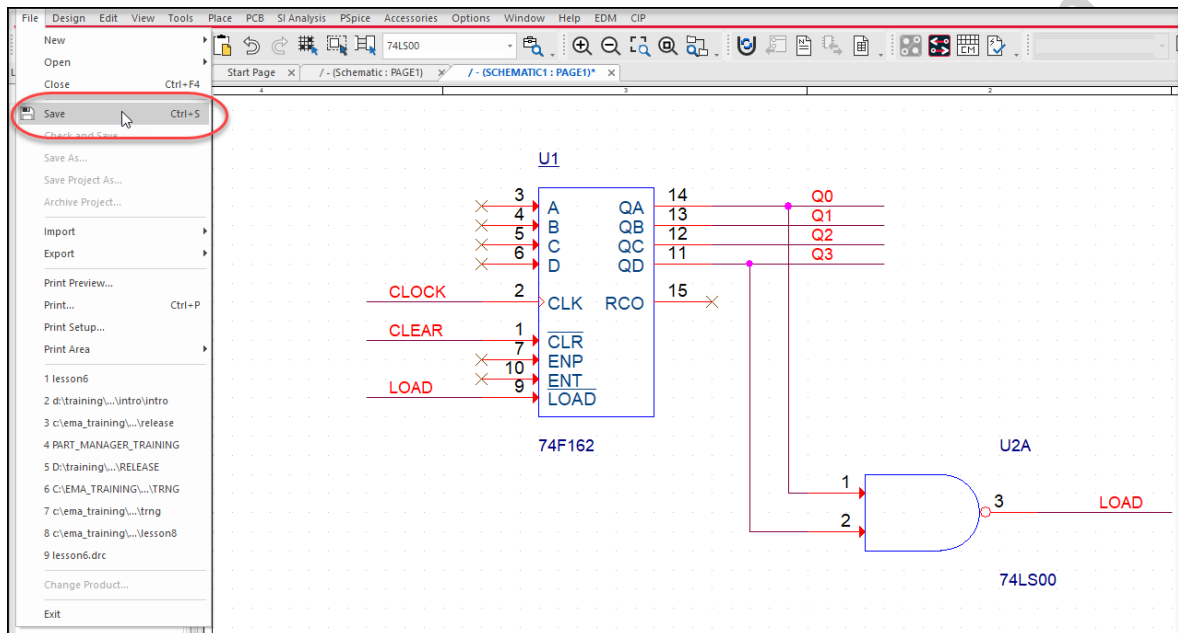 File Design Edit View Tools Place PCB SI Analysis PSpice Accessories Options Window Help EDM CIP
New
Open
Close Ctrl+F4
Save Ctrl+S
Check and Save
Save As...
Save Project As...
Archive Project...
Import
Export
Print Preview...
Print... Ctrl+P
Print Setup...
Print Area
1 lesson6
2 d:\training\...\intro\intro
3 c:\ema_training\...\release
4 PART_MANAGER_TRAINING
5 D:\training\...\RELEASE
6 C:\EMA_TRAINING\...\TRNG
7 c:\ema_training\...\trng
8 c:\ema_training\...\lesson8
9 lesson6.drc
Change Product...
Exit
74LS00
CM
Start Page X / - (Schematic : PAGE1) X / - (SCHEMATIC1 : PAGE1)* X
4 3 2
U1
3 A QA 14 Q0
4 B QB 13 Q1
5 C QC 12 Q2
6 D QD 11 Q3
CLOCK 2 CLK RCO 15
CLEAR 1 CLR
7 ENP
10 ENT
LOAD 9 LOAD
74F162
U2A
1
2
3 LOAD
74LS00